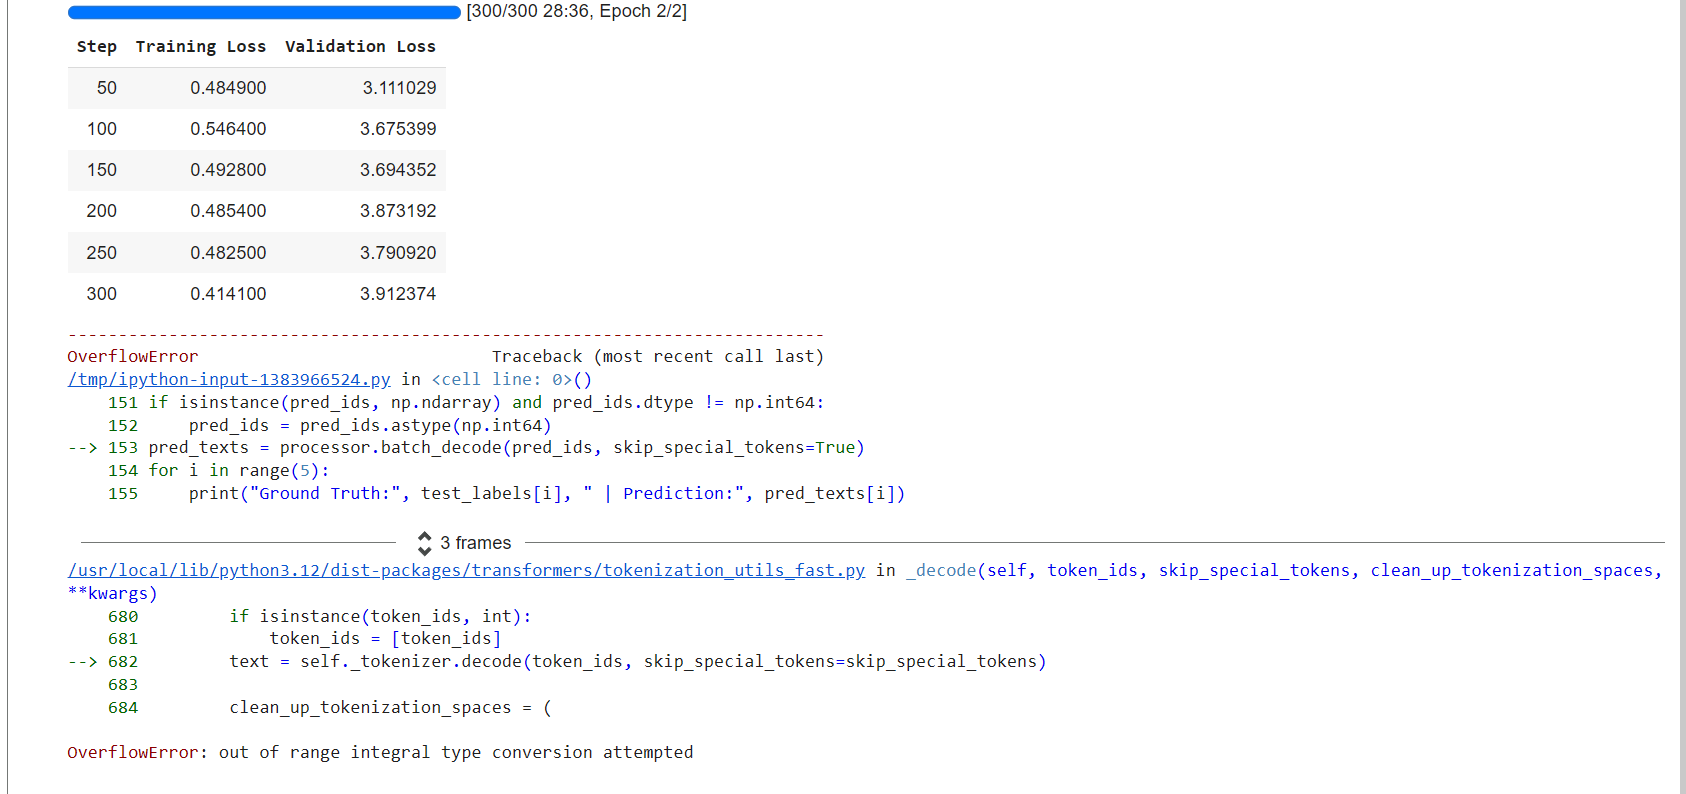 [300/300 28:36, Epoch 2/2]
Step Training Loss Validation Loss
50 0.484900 3.111029
100 0.546400 3.675399
150 0.492800 3.694352
200 0.485400 3.873192
250 0.482500 3.790920
300 0.414100 3.912374
---------------------------------------------------------------------------
OverflowError                             Traceback (most recent call last)
/tmp/ipython-input-1383966524.py in <cell line: 0>()
    151 if isinstance(pred_ids, np.ndarray) and pred_ids.dtype != np.int64:
    152     pred_ids = pred_ids.astype(np.int64)
--> 153 pred_texts = processor.batch_decode(pred_ids, skip_special_tokens=True)
    154 for i in range(5):
    155     print("Ground Truth:", test_labels[i], " | Prediction:", pred_texts[i])
3 frames
/usr/local/lib/python3.12/dist-packages/transformers/tokenization_utils_fast.py in _decode(self, token_ids, skip_special_tokens, clean_up_tokenization_spaces,
**kwargs)
    680         if isinstance(token_ids, int):
    681             token_ids = [token_ids]
--> 682         text = self._tokenizer.decode(token_ids, skip_special_tokens=skip_special_tokens)
    683
    684         clean_up_tokenization_spaces = (
OverflowError: out of range integral type conversion attempted